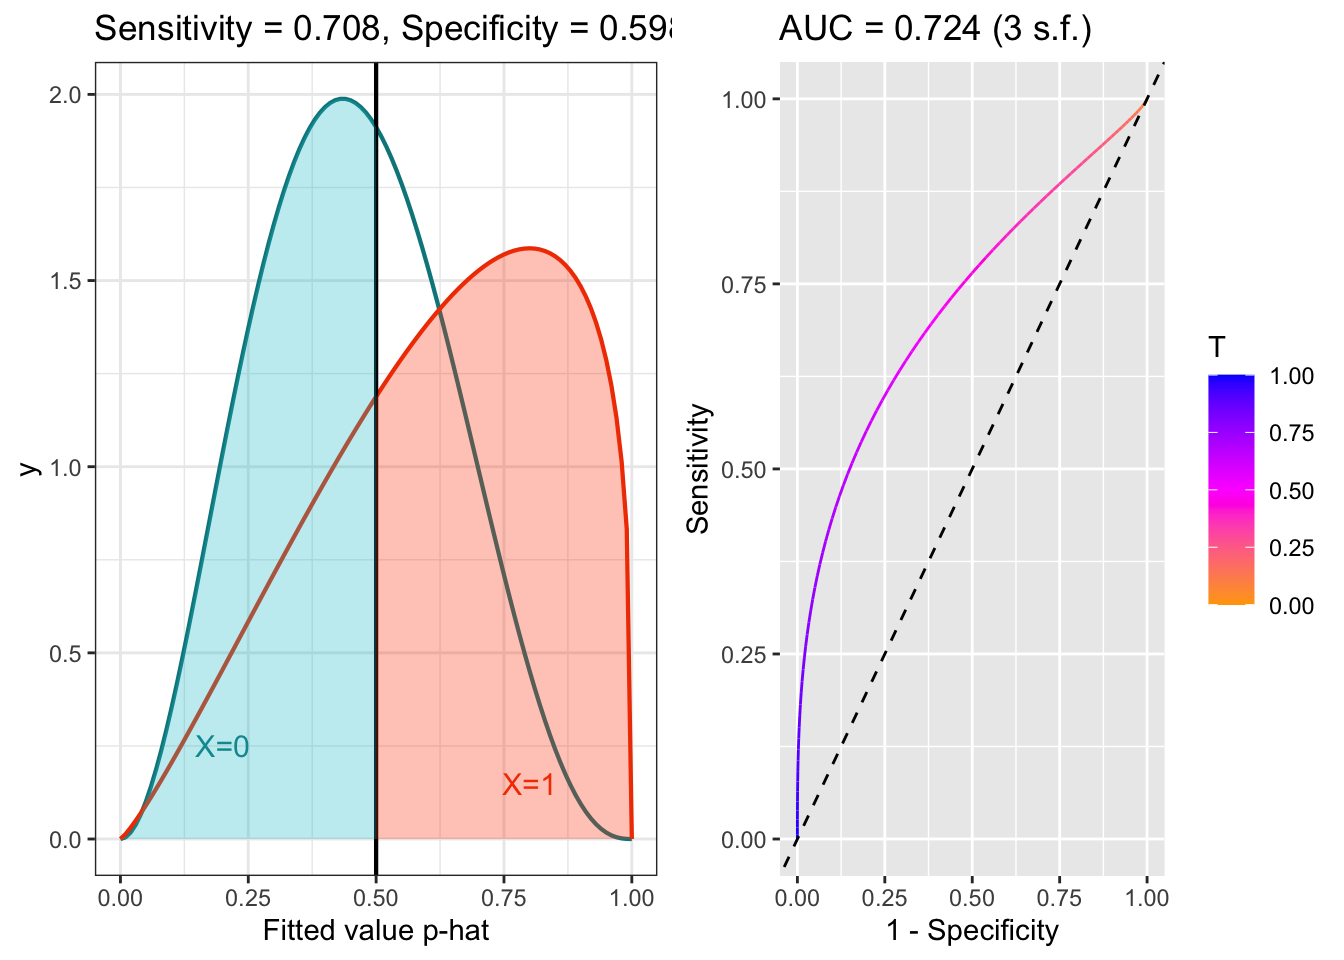 Sensitivity = 0.708, Specificity = 0.598
2.0
1.5
1.0
0.5
0.0
y
X=0
X=1
0.00 0.25 0.50 0.75 1.00
Fitted value p-hat
AUC = 0.724 (3 s.f.)
1.00
0.75
0.50
0.25
0.00
Sensitivity
0.00 0.25 0.50 0.75 1.00
1 - Specificity
T
1.00
0.75
0.50
0.25
0.00